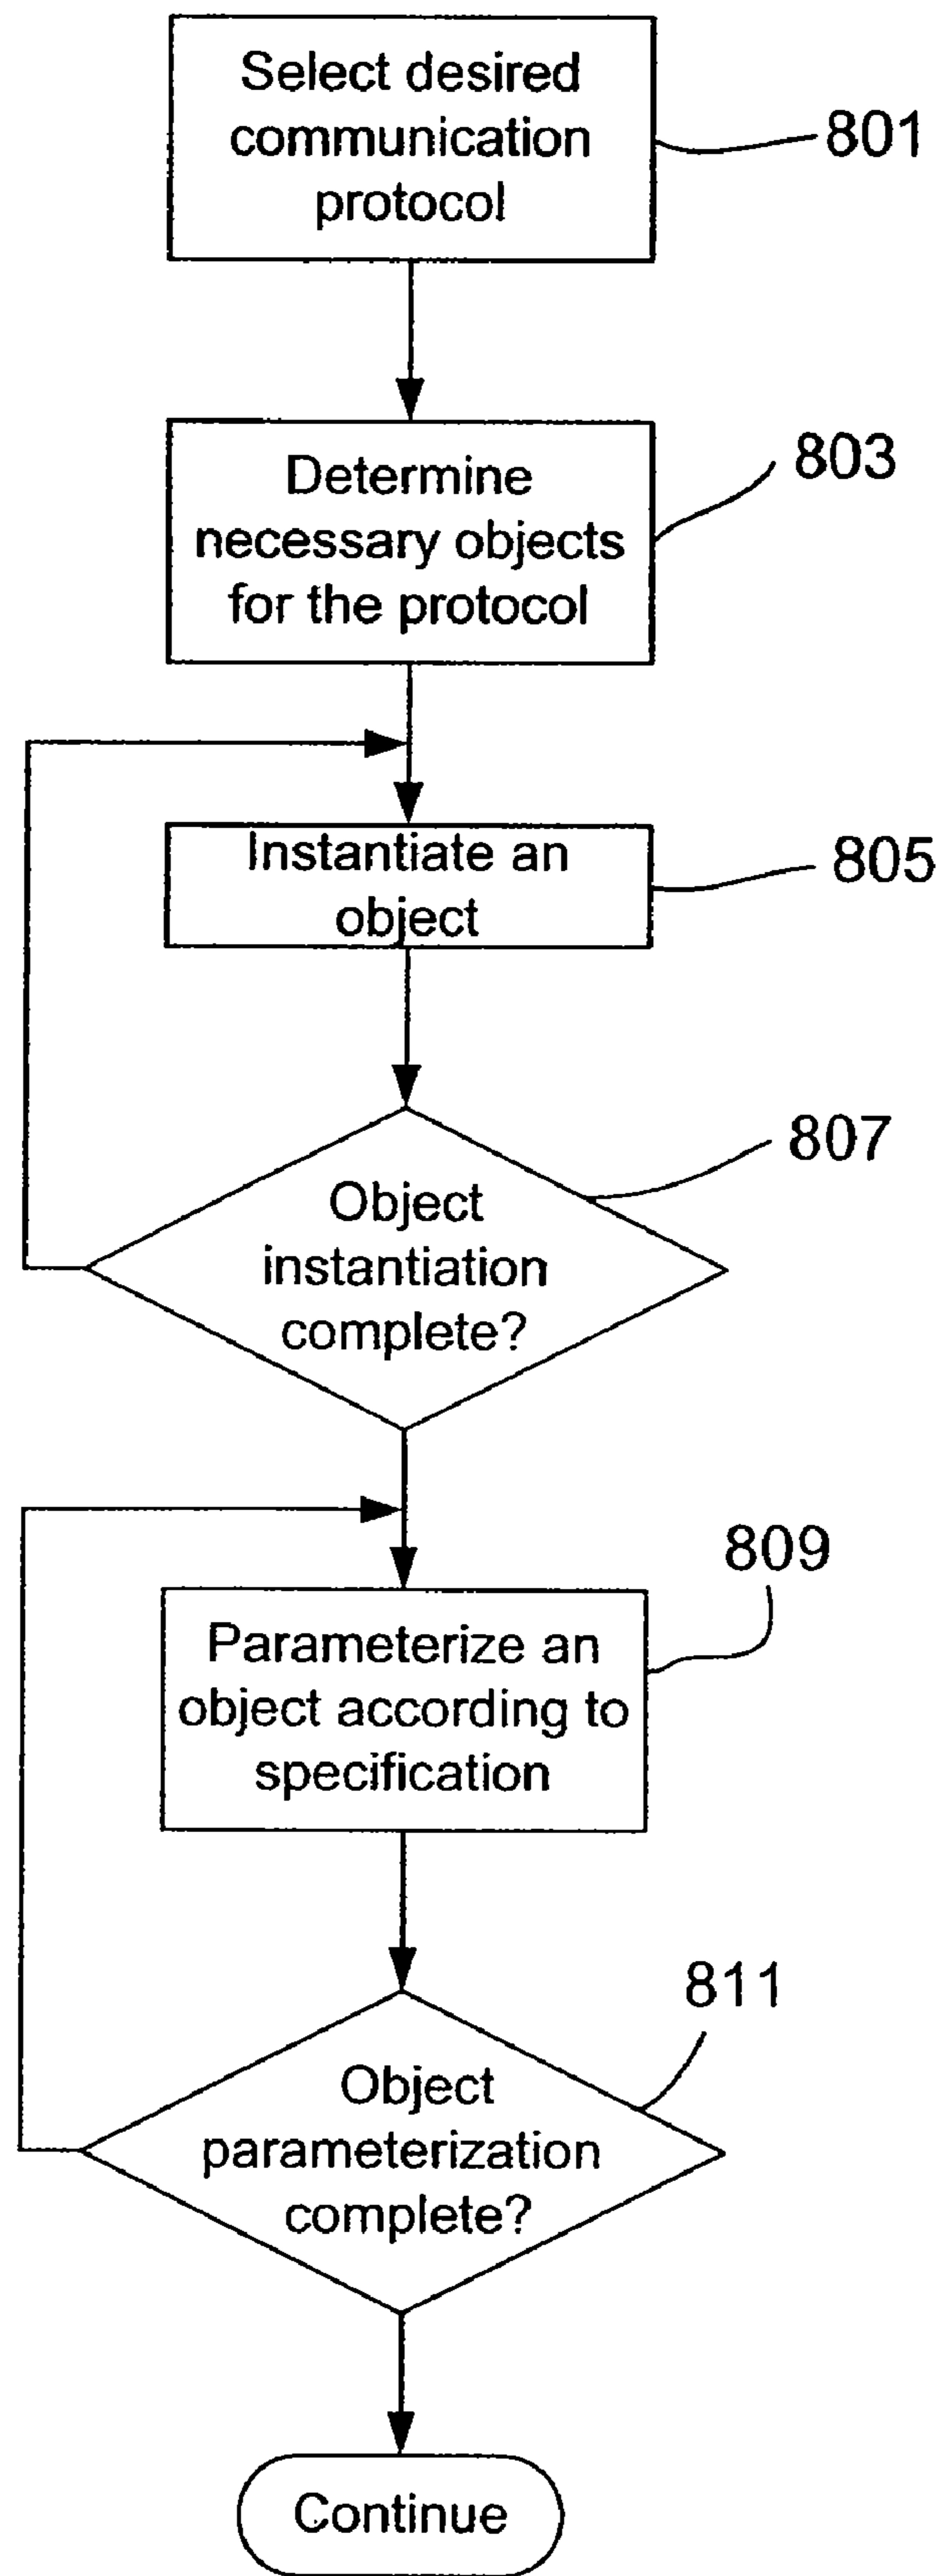 Select desired
communication
protocol
801
Determine
necessary objects
for the protocol
803
Instantiate an
object
805
807
Object
instantiation
complete?
809
Parameterize an
object according to
specification
811
Object
parameterization
complete?
Continue